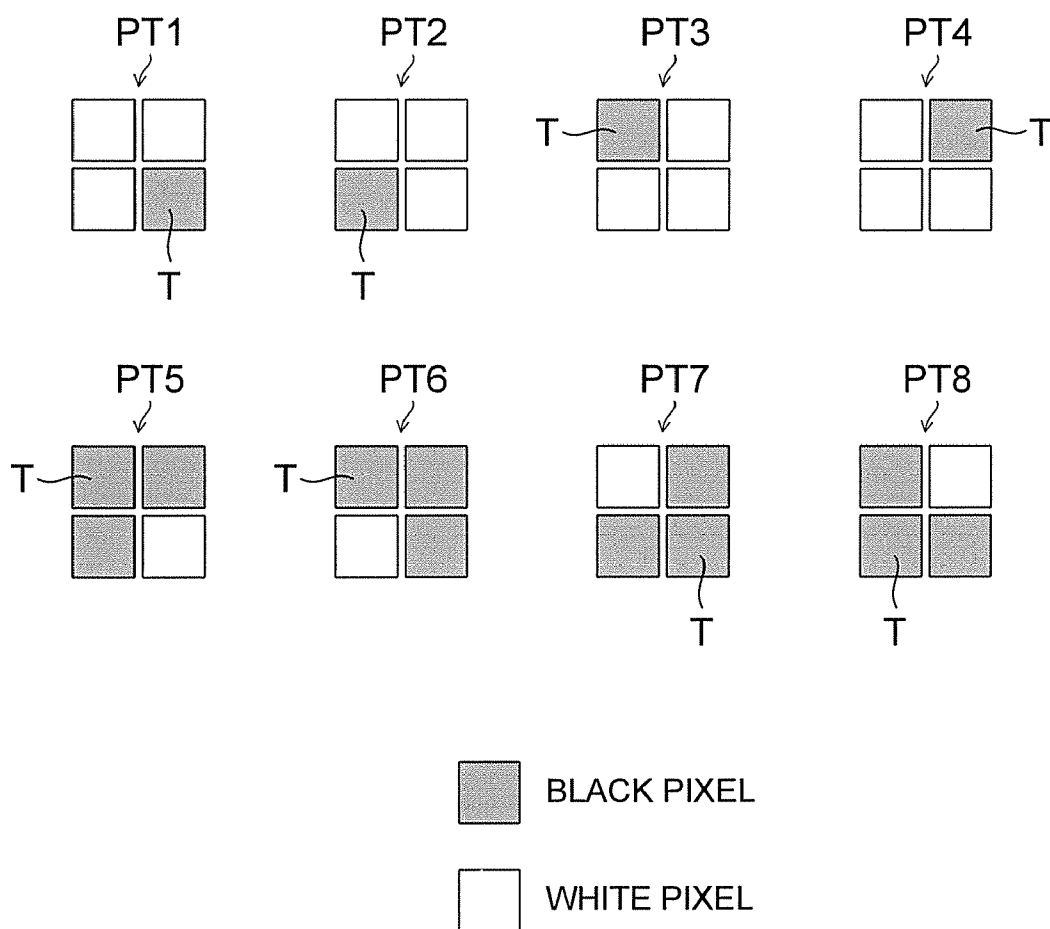 PT1 PT2 PT3 PT4
T T
T T
PT5 PT6 PT7 PT8
T T
T T
BLACK PIXEL
WHITE PIXEL